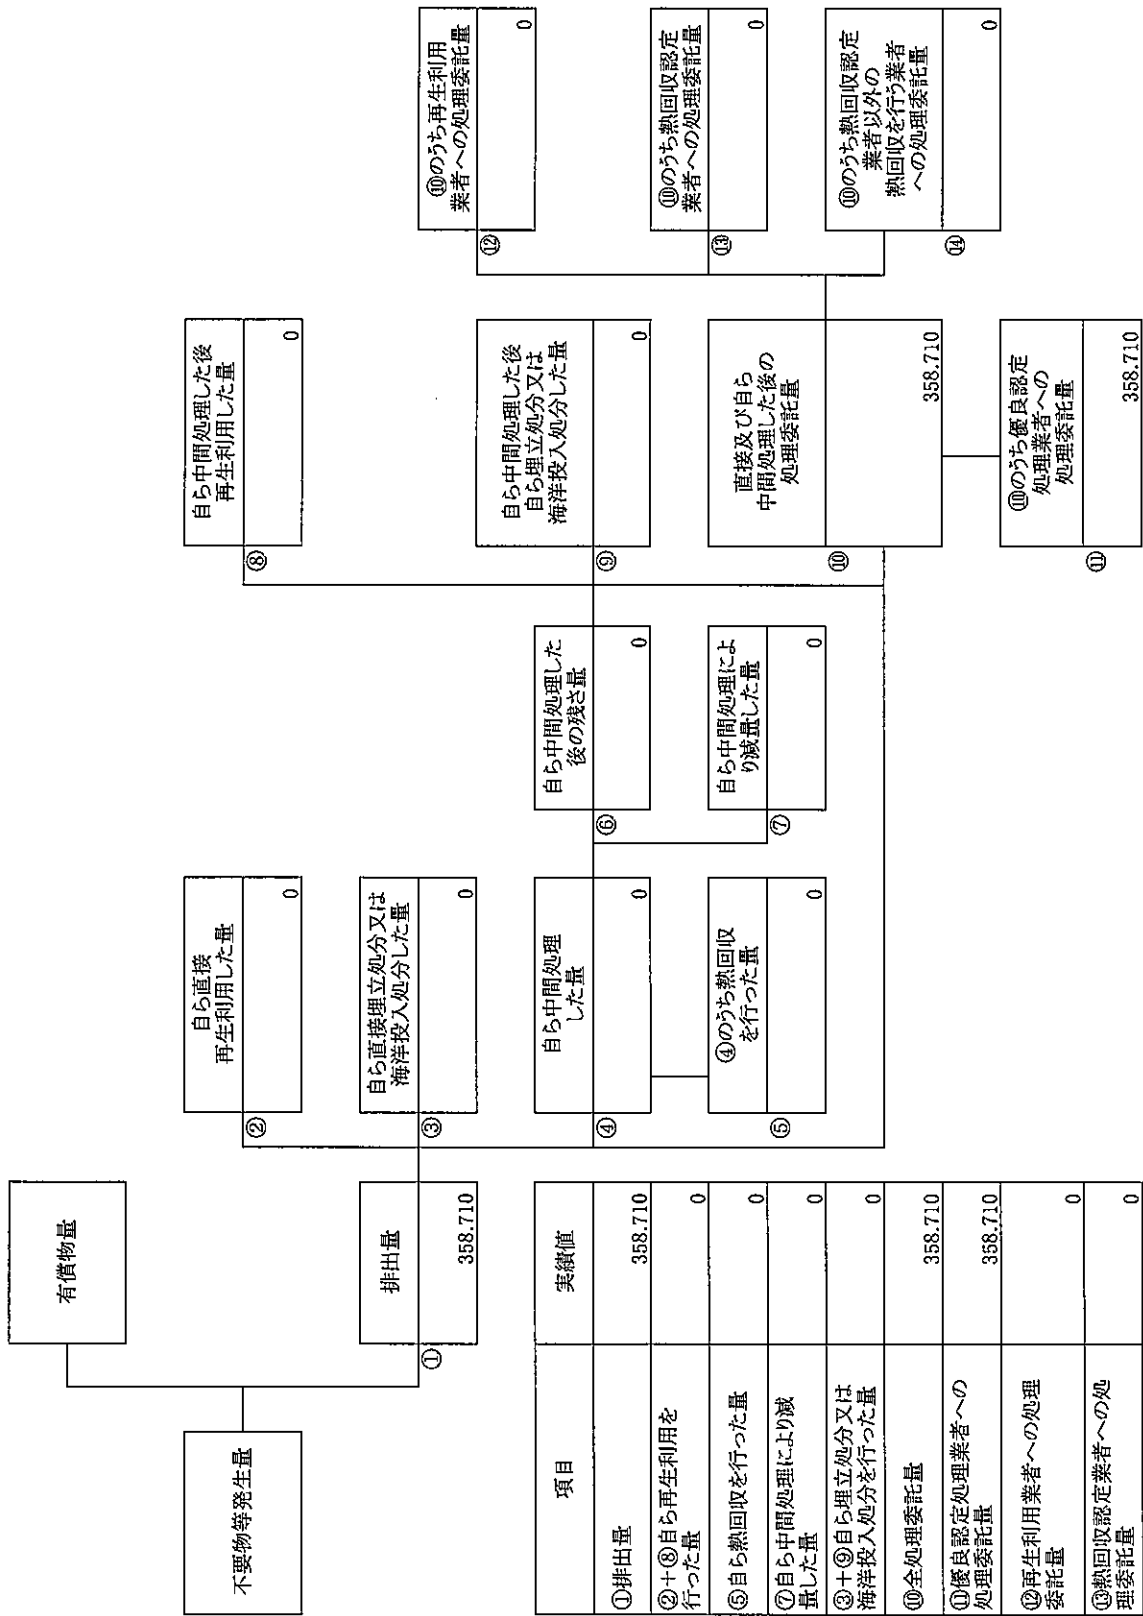 有償物量
不要物等発生量
排出量
①
358.710
自ら直接
再生利用した量
②
0
自ら直接埋立処分又は
海洋投入処分した量
③
0
自ら中間処理
した量
④
0
④のうち熱回収
を行った量
⑤
0
自ら中間処理した
後の残さ量
⑥
0
自ら中間処理によ
り減量した量
⑦
0
自ら中間処理した後
再生利用した量
⑧
0
自ら中間処理した後
自ら埋立処分又は
海洋投入処分した量
⑨
0
直接及び自ら
中間処理した後の
処理委託量
⑩
358.710
⑩のうち優良認定
処理業者への
処理委託量
⑪
358.710
⑩のうち再生利用
業者への処理委託量
⑫
0
⑩のうち熱回収認定
業者への処理委託量
⑬
0
⑩のうち熱回収認定
業者以外の
熱回収を行う業者
への処理委託量
⑭
0
項目 実績値
①排出量 358.710
②+⑧自ら再生利用を
行った量 0
⑤自ら熱回収を行った量 0
⑦自ら中間処理により減
量した量 0
③+⑨自ら埋立処分又は
海洋投入処分を行った量 0
⑩全処理委託量 358.710
⑪優良認定処理業者への
処理委託量 358.710
⑫再生利用業者への処理
委託量 0
⑬熱回収認定業者への処
理委託量 0